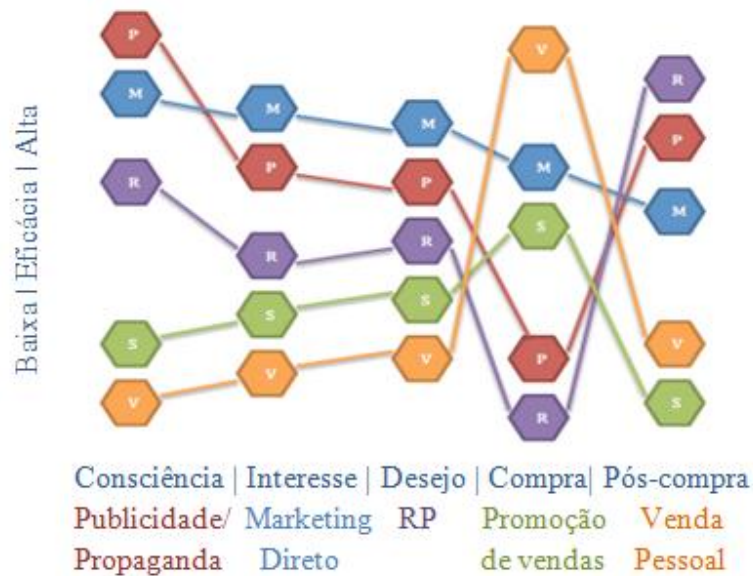 Baixa | Eficácia | Alta
P
M
R
S
V
M
P
R
S
V
M
P
R
S
V
V
M
S
P
R
R
P
M
V
S
Consciência | Interesse | Desejo | Compra| Pós-compra
Publicidade/ Marketing RP Promoção Venda
Propaganda Direto de vendas Pessoal